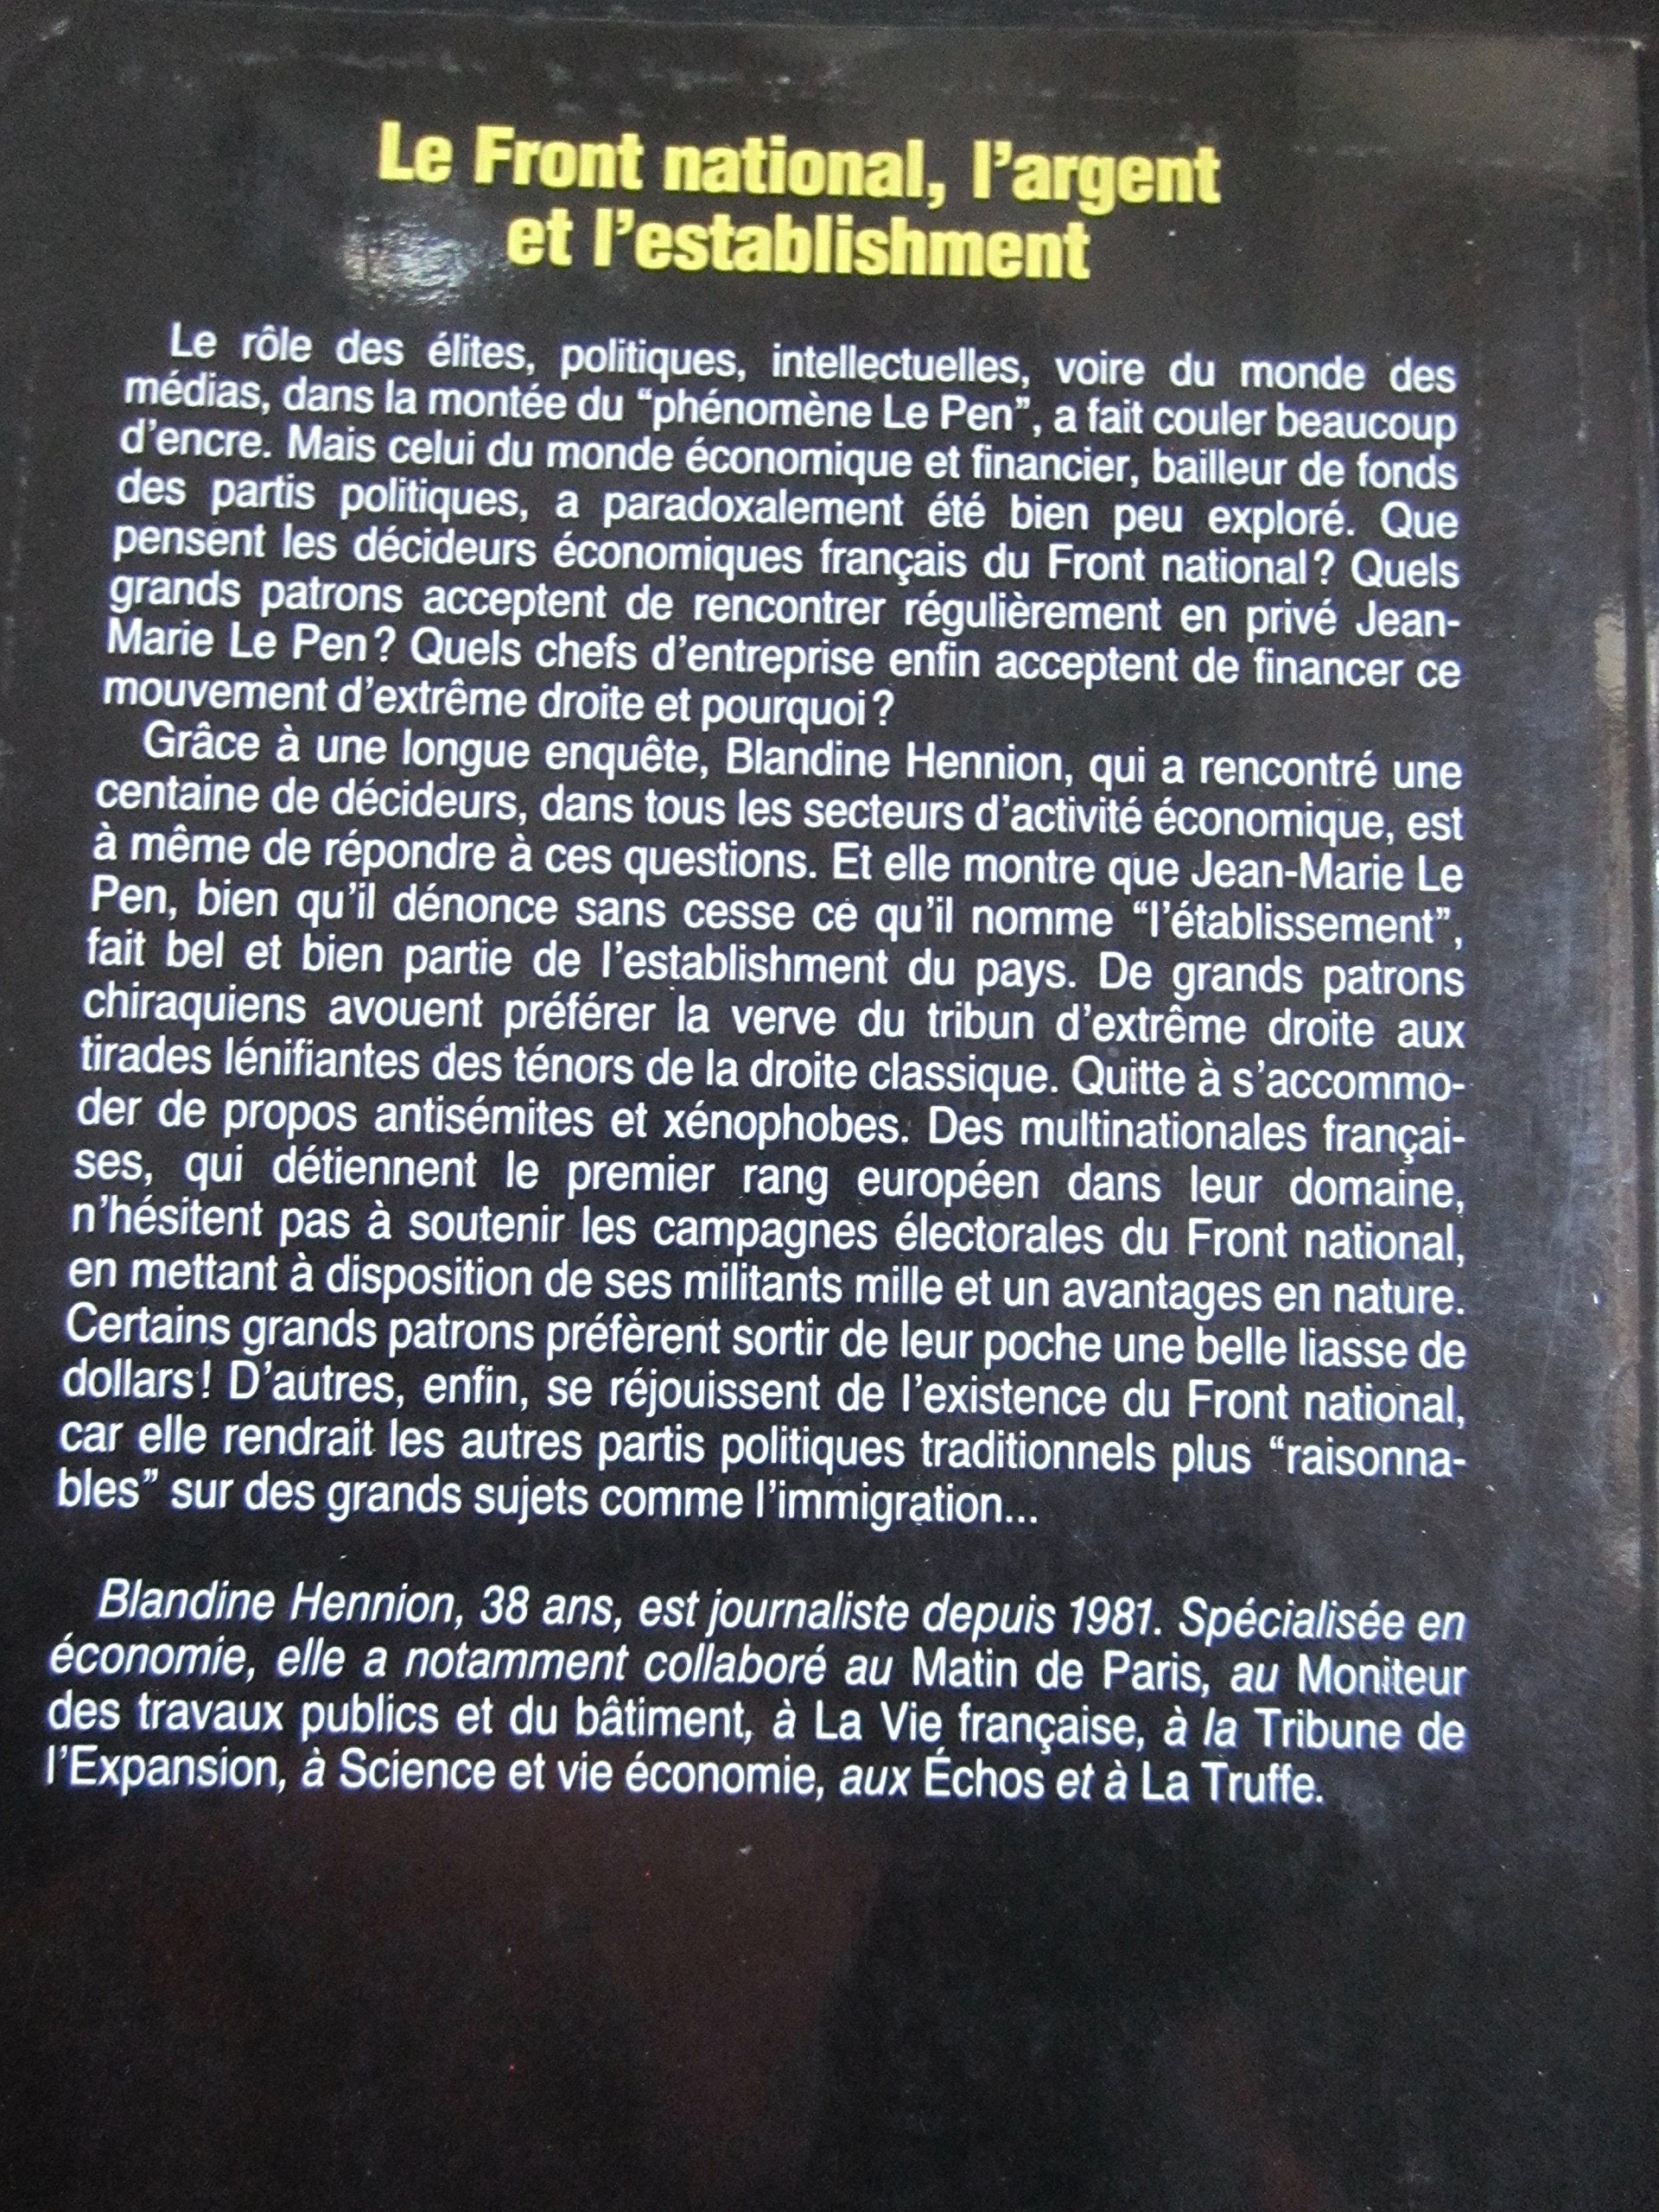 Le Front national, l’argent
et l’establishment
Le rôle des élites, politiques, intellectuelles, voire du monde des
médias, dans la montée du “phénomène Le Pen”, a fait couler beaucoup
d’encre. Mais celui du monde économique et financier, bailleur de fonds
des partis politiques, a paradoxalement été bien peu exploré. Que
pensent les décideurs économiques français du Front national ? Quels
grands patrons acceptent de rencontrer régulièrement en privé Jean-
Marie Le Pen ? Quels chefs d’entreprise enfin acceptent de financer ce
mouvement d’extrême droite et pourquoi ?
Grâce à une longue enquête, Blandine Hennion, qui a rencontré une
centaine de décideurs, dans tous les secteurs d’activité économique, est
à même de répondre à ces questions. Et elle montre que Jean-Marie Le
Pen, bien qu’il dénonce sans cesse ce qu’il nomme “l’établissement”,
fait bel et bien partie de l’establishment du pays. De grands patrons
chiraquiens avouent préférer la verve du tribun d’extrême droite aux
tirades lénifiantes des ténors de la droite classique. Quitte à s’accommo-
der de propos antisémites et xénophobes. Des multinationales françai-
ses, qui détiennent le premier rang européen dans leur domaine,
n’hésitent pas à soutenir les campagnes électorales du Front national,
en mettant à disposition de ses militants mille et un avantages en nature.
Certains grands patrons préfèrent sortir de leur poche une belle liasse de
dollars ! D’autres, enfin, se réjouissent de l’existence du Front national,
car elle rendrait les autres partis politiques traditionnels plus “raisonna-
bles” sur des grands sujets comme l’immigration...
Blandine Hennion, 38 ans, est journaliste depuis 1981. Spécialisée en
économie, elle a notamment collaboré au Matin de Paris, au Moniteur
des travaux publics et du bâtiment, à La Vie française, à la Tribune de
l’Expansion, à Science et vie économie, aux Échos et à La Truffe.